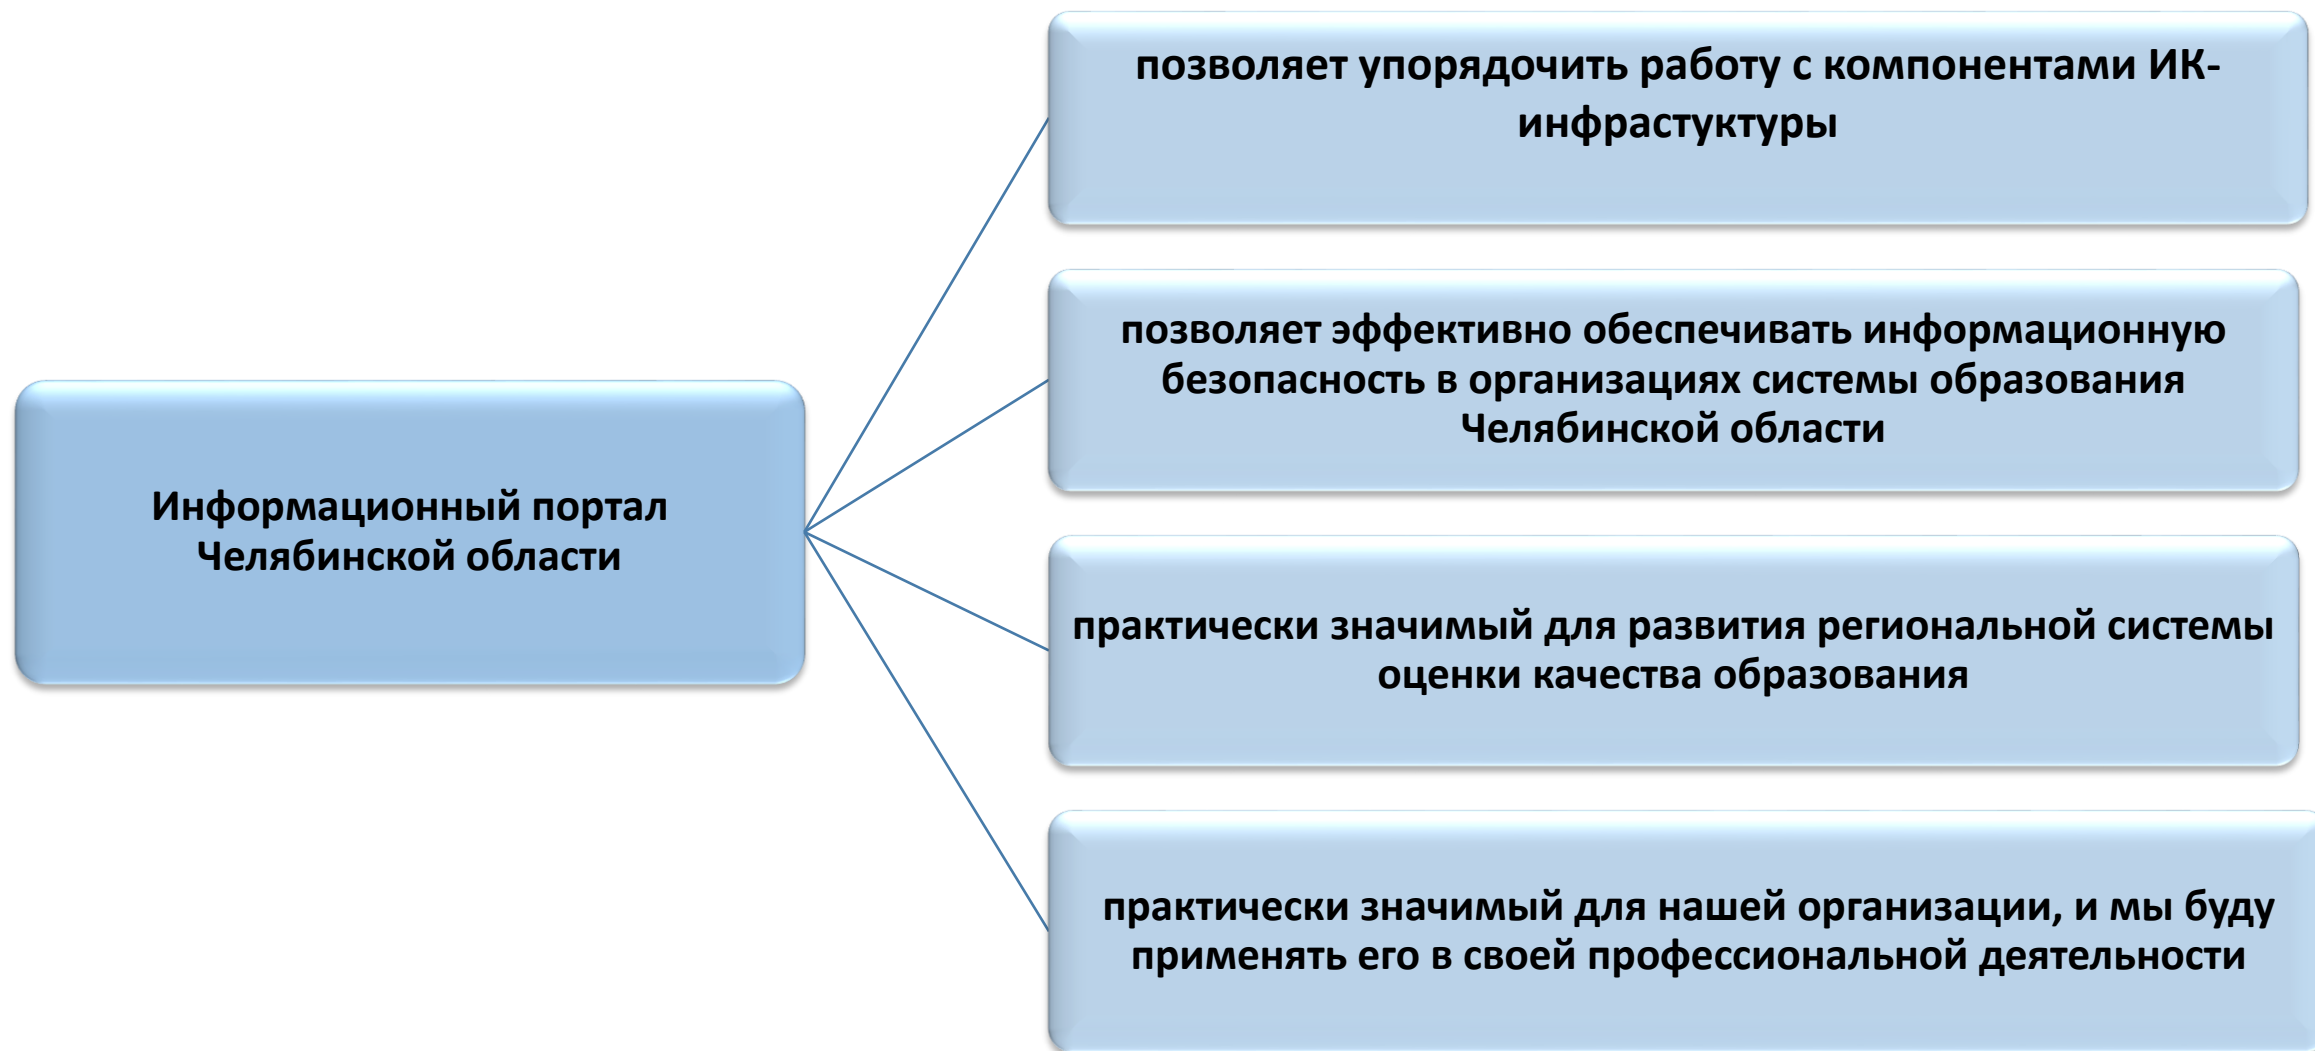 позволяет упорядочить работу с компонентами ИК-
инфрастуктуры
позволяет эффективно обеспечивать информационную
безопасность в организациях системы образования
Челябинской области
Информационный портал
Челябинской области
практически значимый для развития региональной системы
оценки качества образования
практически значимый для нашей организации, и мы буду
применять его в своей профессиональной деятельности